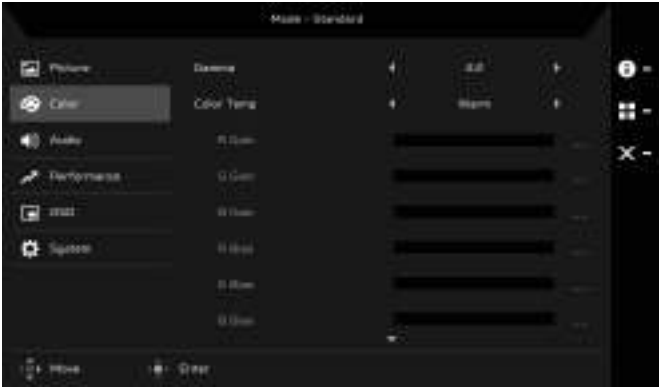 Mode - Standard
Picture
Gamma
Color
Color Temp
Warm
Audio
R Gain
Performance
G Gain
OSD
B Gain
System
R Bias
G Bias
B Bias
Move
Enter